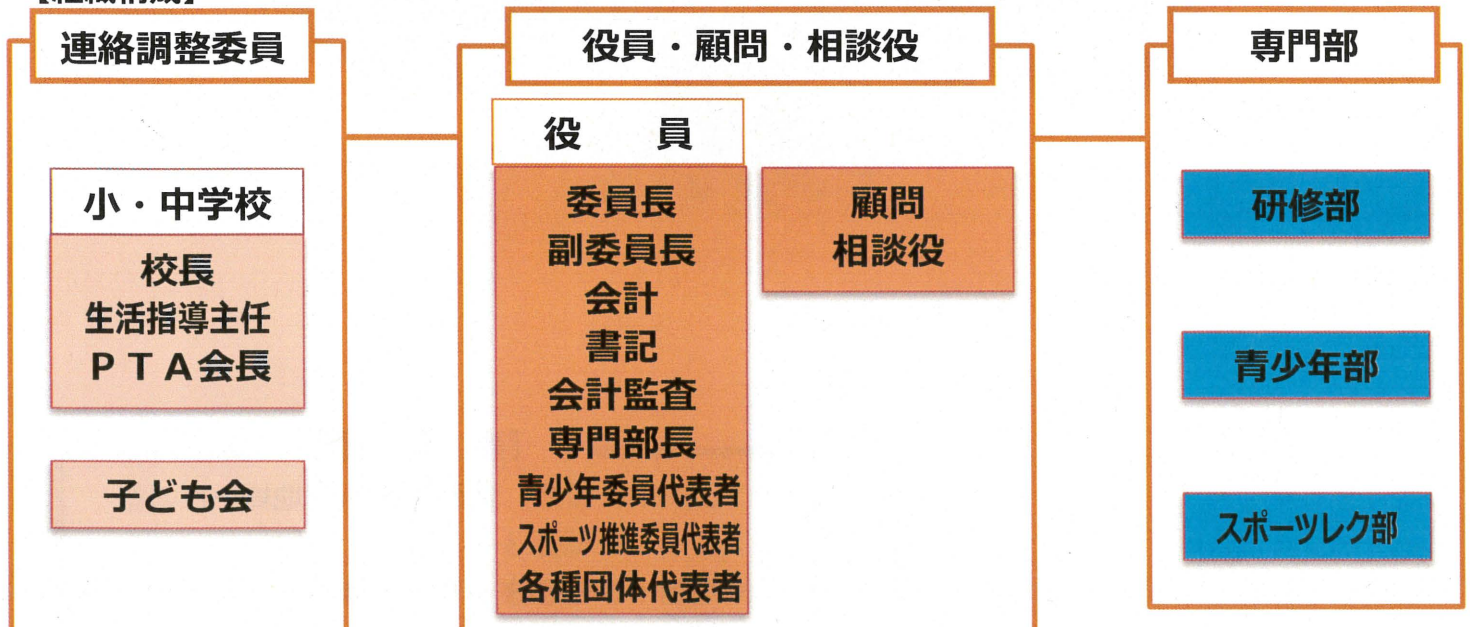 連絡調整委員
小・中学校
校長
生活指導主任
ＰＴＡ会長
子ども会
役員・顧問・相談役
役　員
委員長
副委員長
会計
書記
会計監査
専門部長
青少年委員代表者
スポーツ推進委員代表者
各種団体代表者
顧問
相談役
専門部
研修部
青少年部
スポーツレク部